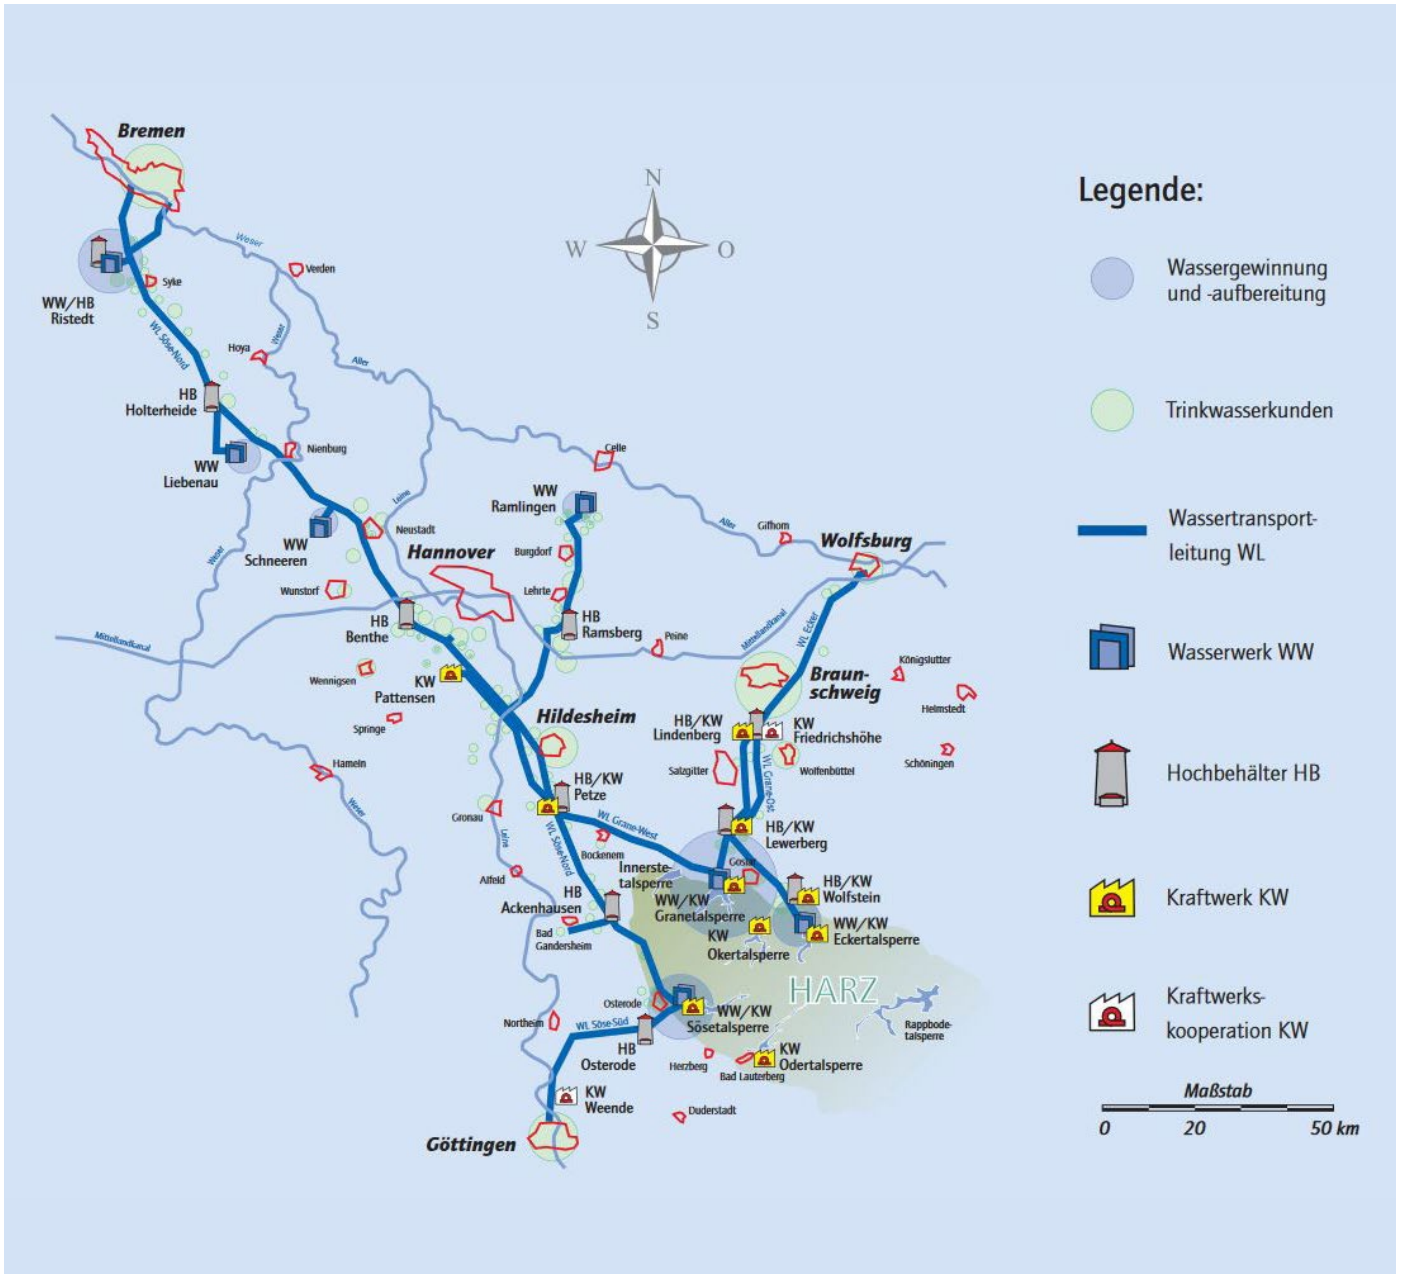 Bremen
N
W
O
S
Legende:
Wassergewinnung
und -aufbereitung
Trinkwasserkunden
Wassertransport-
leitung WL
Wasserwerk WW
Hochbehälter HB
Kraftwerk KW
Kraftwerks-
kooperation KW
Maßstab
0
20
50 km
Weser
Verden
Syke
WW/HB
Ristedt
WL Söse-Nord
Weser
Hoya
Aller
HB
Holterheide
Nienburg
WW
Liebenau
Celle
WW
Ramlingen
Leine
Neustadt
Aller
Gifhorn
WW
Schneeren
Weser
Hannover
Burgdorf
Wolfsburg
Wunstorf
Lehrte
HB
Benthe
HB
Ramsberg
Mittellandkanal
Mittellandkanal
WL Ecker
Peine
Wennigsen
KW
Pattensen
Braun-
schweig
Königslutter
Helmstedt
Springe
Hildesheim
HB/KW
Lindenberg
KW
Friedrichshöhe
Hameln
Salzgitter
WL Grane-Ost
Wolfenbüttel
Schöningen
HB/KW
Petze
Weser
Gronau
Leine
WL Söse-Nord
WL Grane-West
Bockenem
HB/KW
Lewerberg
Alfeld
Innerste-
talsperre
Goslar
HB
Ackenhausen
WW/KW
Granetalsperre
HB/KW
Wolfstein
Bad
Gandersheim
KW
Okertalsperre
WW/KW
Eckertalsperre
HARZ
Osterode
WW/KW
Sösetalsperre
Rappbode-
talsperre
Northeim
WL Söse-Süd
HB
Osterode
Herzberg
Bad Lauterberg
KW
Odertalsperre
KW
Weende
Duderstadt
Göttingen